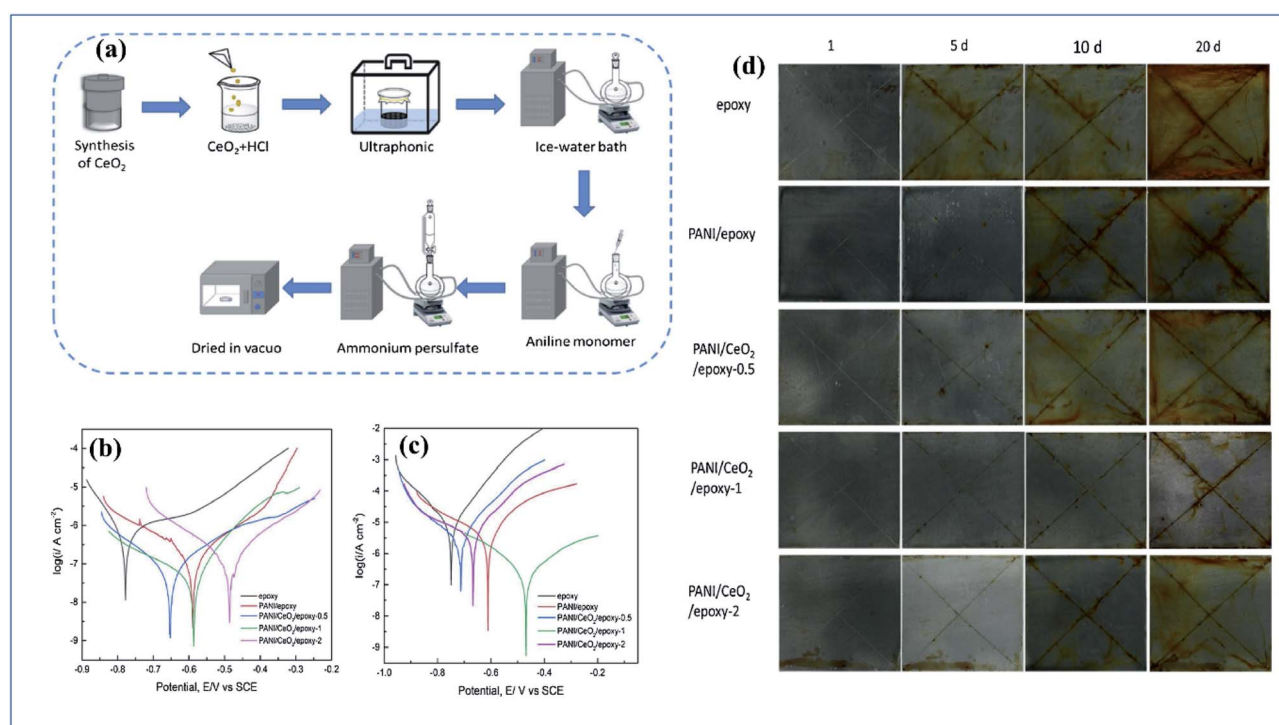 (a)
Synthesis
of CeO₂
CeO₂+HCl
Ultraphonic
Ice-water bath
Dried in vacuo
Ammonium persulfate
Aniline monomer
(b)
-4
-5
-6
-7
-8
-9
log(i/ A cm⁻²)
epoxy
PANI/epoxy
PANI/CeO₂/epoxy-0.5
PANI/CeO₂/epoxy-1
PANI/CeO₂/epoxy-2
-0.9 -0.8 -0.7 -0.6 -0.5 -0.4 -0.3 -0.2
Potential, E/V vs SCE
(c)
-2
-3
-4
-5
-6
-7
-8
-9
log(i/A cm⁻²)
epoxy
PANI/epoxy
PANI/CeO₂/epoxy-0.5
PANI/CeO₂/epoxy-1
PANI/CeO₂/epoxy-2
-1.0 -0.8 -0.6 -0.4 -0.2
Potential, E/ V vs SCE
(d)
1 5 d 10 d 20 d
epoxy
PANI/epoxy
PANI/CeO₂
/epoxy-0.5
PANI/CeO₂
/epoxy-1
PANI/CeO₂
/epoxy-2